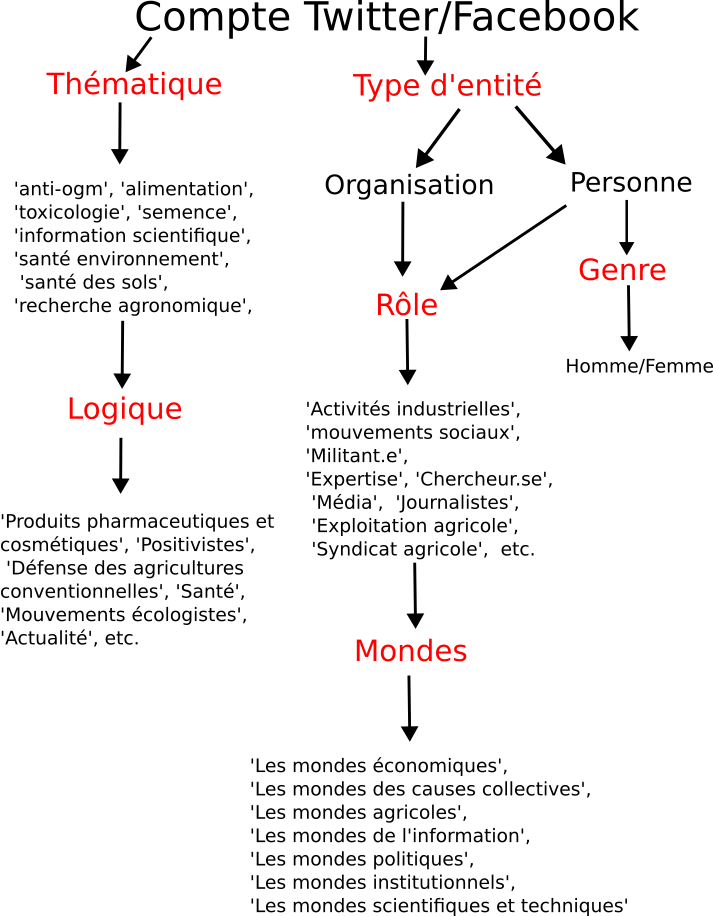 Compte Twitter/Facebook
Thématique
'anti-ogm', 'alimentation',
'toxicologie', 'semence',
'information scientifique',
'santé environnement',
'santé des sols',
'recherche agronomique',
Logique
'Produits pharmaceutiques et
cosmétiques', 'Positivistes',
'Défense des agricultures
conventionnelles', 'Santé',
'Mouvements écologistes',
'Actualité', etc.
Type d'entité
Organisation
Personne
Genre
Homme/Femme
Rôle
'Activités industrielles',
'mouvements sociaux',
'Militant.e',
'Expertise', 'Chercheur.se',
'Média',  'Journalistes',
'Exploitation agricole',
'Syndicat agricole',  etc.
Mondes
'Les mondes économiques',
'Les mondes des causes collectives',
'Les mondes agricoles',
'Les mondes de l'information',
'Les mondes politiques',
'Les mondes institutionnels',
'Les mondes scientifiques et techniques'